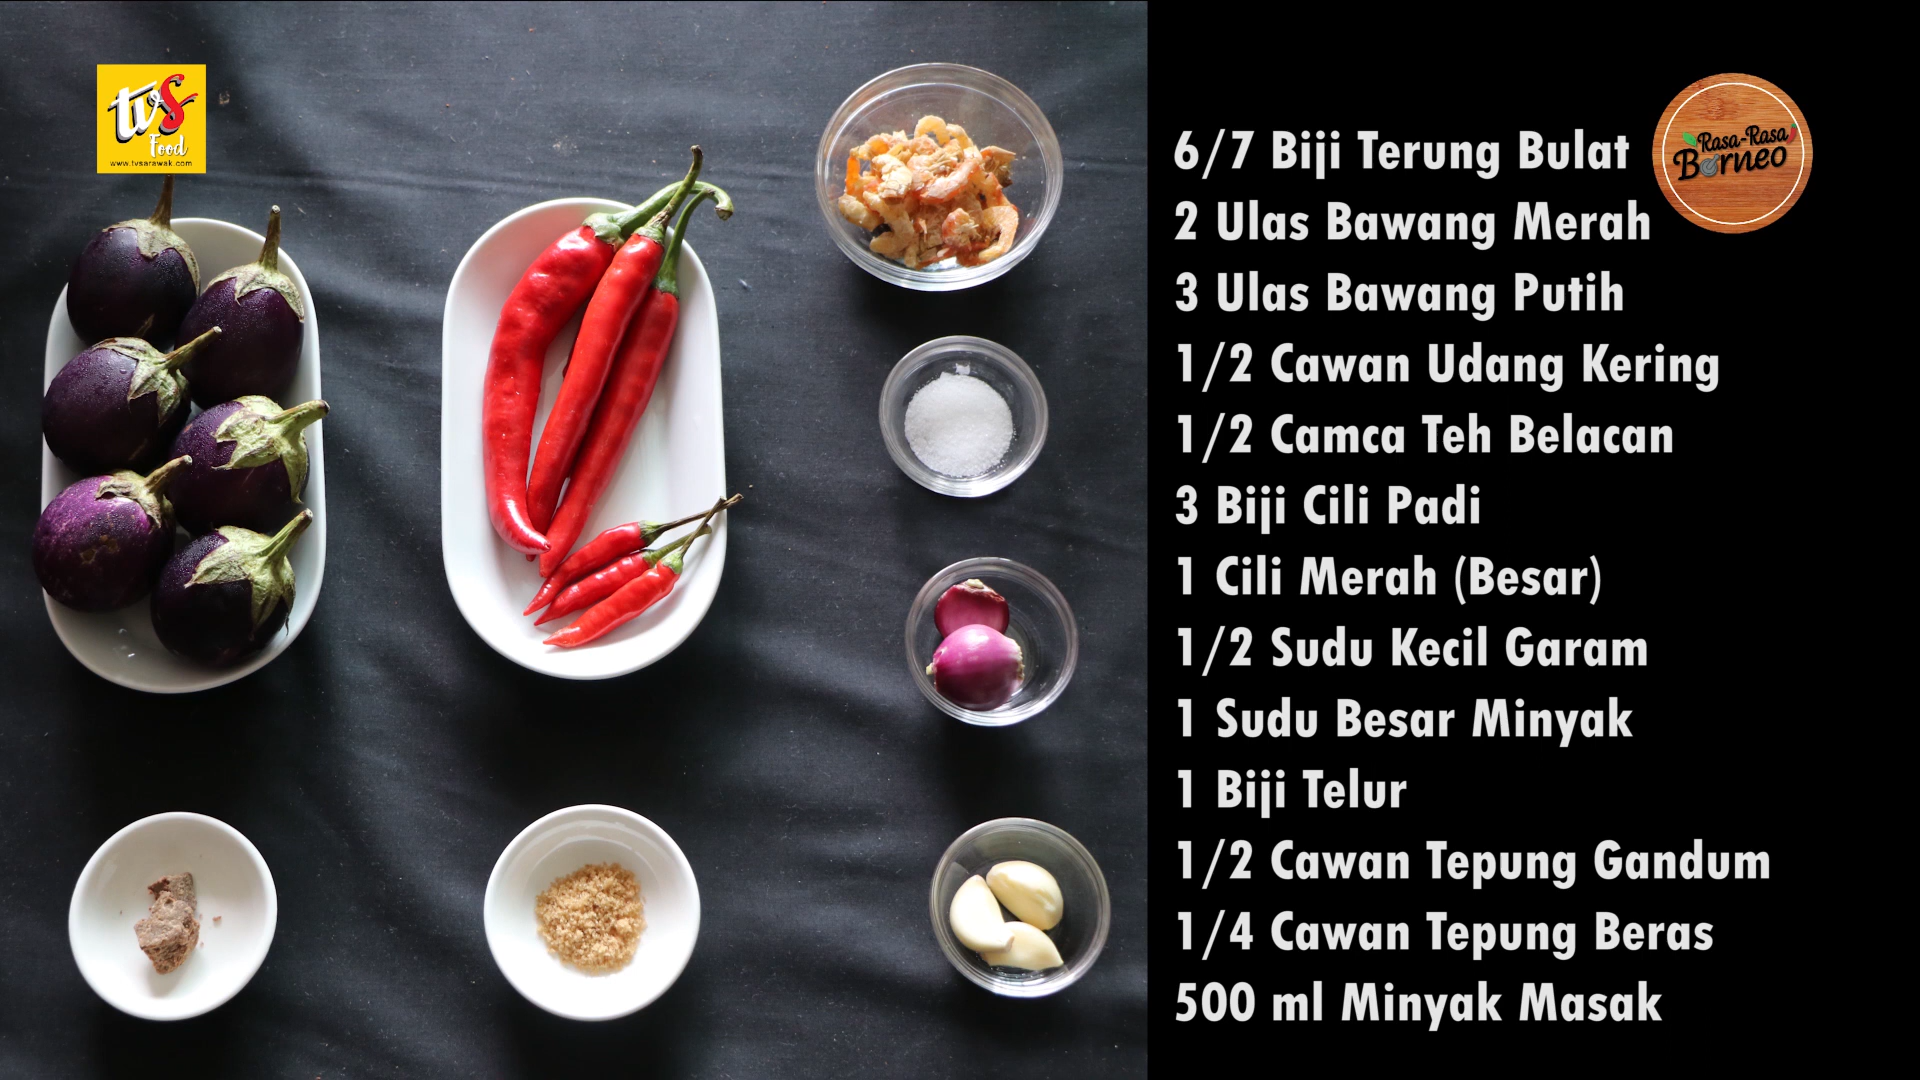 tvs
Food
www.tvsarawak.com
Rasa-Rasa
Borneo
6/7 Biji Terung Bulat
2 Ulas Bawang Merah
3 Ulas Bawang Putih
1/2 Cawan Udang Kering
1/2 Camca Teh Belacan
3 Biji Cili Padi
1 Cili Merah (Besar)
1/2 Sudu Kecil Garam
1 Sudu Besar Minyak
1 Biji Telur
1/2 Cawan Tepung Gandum
1/4 Cawan Tepung Beras
500 ml Minyak Masak